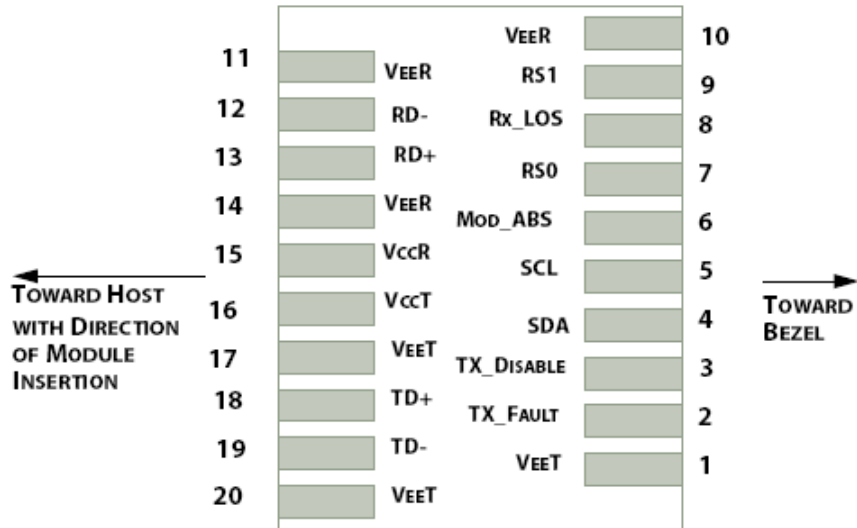 11 VEER
12 RD-
13 RD+
14 VEER
15 VCCR
16 VCCT
17 VEET
18 TD+
19 TD-
20 VEET
VEER 10
RS1 9
Rx_LOS 8
RS0 7
MOD_ABS 6
SCL 5
SDA 4
TX_DISABLE 3
TX_FAULT 2
VEET 1
TOWARD HOST
WITH DIRECTION
OF MODULE
INSERTION
TOWARD
BEZEL